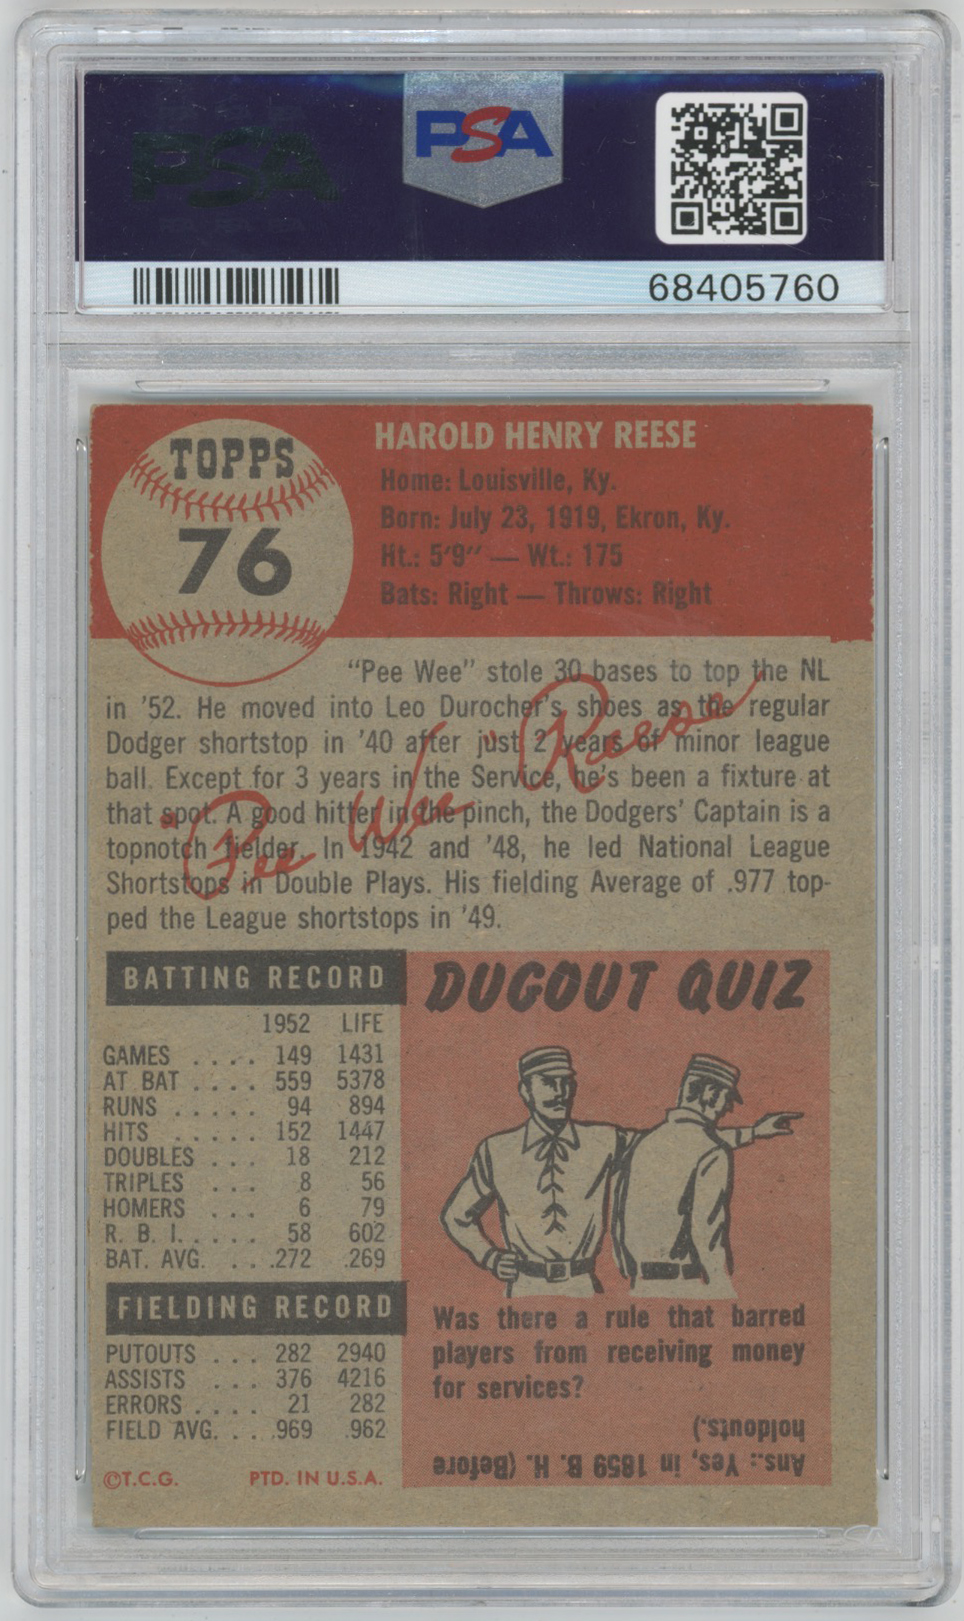 PSA
PSA
68405760
TOPPS
76
HAROLD HENRY REESE
Home: Louisville, Ky.
Born: July 23, 1919, Ekron, Ky.
Ht.: 5'9" — Wt.: 175
Bats: Right — Throws: Right
"Pee Wee" stole 30 bases to top the NL
in '52. He moved into Leo Durocher's shoes as the regular
Dodger shortstop in '40 after just 2 years of minor league
ball. Except for 3 years in the Service, he's been a fixture at
that spot. A good hitter in the pinch, the Dodgers' Captain is a
topnotch fielder. In 1942 and '48, he led National League
Shortstops in Double Plays. His fielding Average of .977 top-
ped the League shortstops in '49.
"Pee Wee" Reese
BATTING RECORD
1952 LIFE
GAMES .... 149 1431
AT BAT .... 559 5378
RUNS ..... 94 894
HITS ..... 152 1447
DOUBLES ... 18 212
TRIPLES ... 8 56
HOMERS ... 6 79
R. B. I. .... 58 602
BAT. AVG. ... .272 .269
FIELDING RECORD
PUTOUTS ... 282 2940
ASSISTS ... 376 4216
ERRORS .... 21 282
FIELD AVG. ... .969 .962
©T.C.G. PTD. IN U.S.A.
DUGOUT QUIZ
Was there a rule that barred
players from receiving money
for services?
Ans.: Yes, in 1859 B. H. (Before
holdouts.)